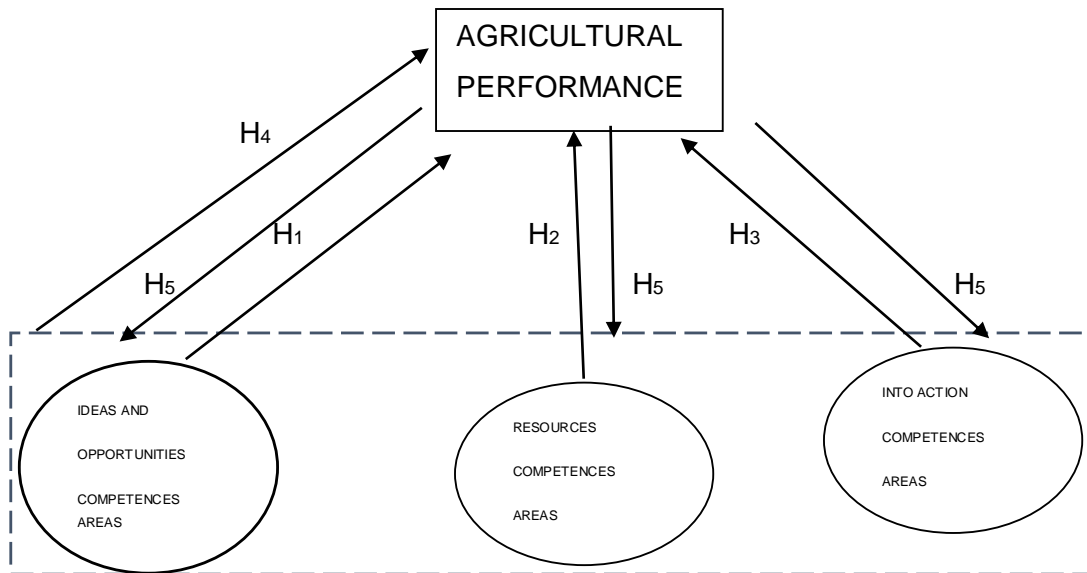 AGRICULTURAL
PERFORMANCE
H4
H1
H2
H3
H5
H5
H5
IDEAS AND
OPPORTUNITIES
COMPETENCES
AREAS
RESOURCES
COMPETENCES
AREAS
INTO ACTION
COMPETENCES
AREAS